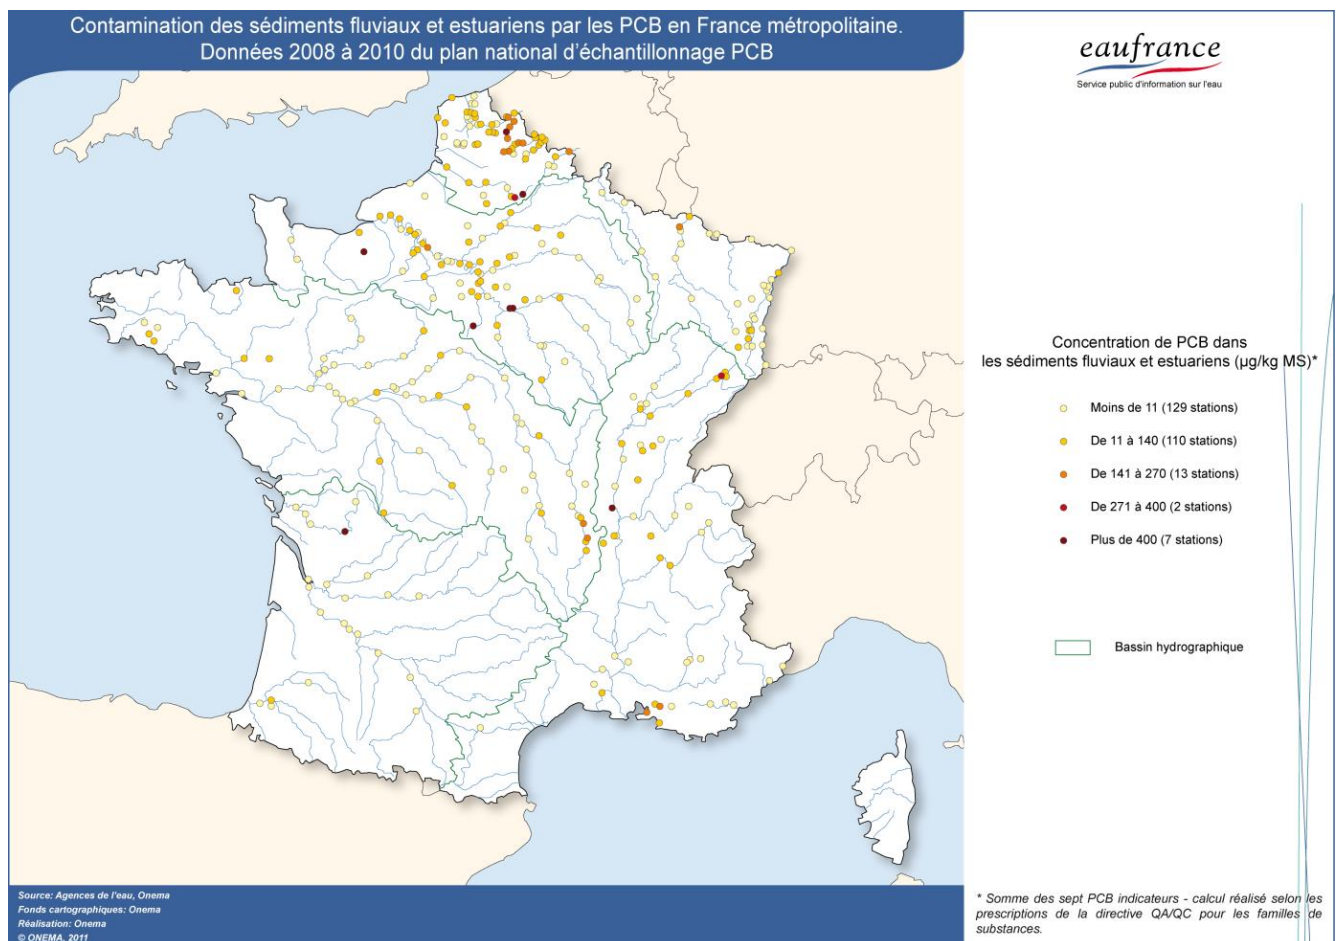 Contamination des sédiments fluviaux et estuariens par les PCB en France métropolitaine.
Données 2008 à 2010 du plan national d'échantillonnage PCB
eaufrance
Service public d'information sur l'eau
Concentration de PCB dans
les sédiments fluviaux et estuariens (µg/kg MS)*
Moins de 11 (129 stations)
De 11 à 140 (110 stations)
De 141 à 270 (13 stations)
De 271 à 400 (2 stations)
Plus de 400 (7 stations)
Bassin hydrographique
Source: Agences de l'eau, Onema
Fonds cartographiques: Onema
Réalisation: Onema
© ONEMA, 2011
* Somme des sept PCB indicateurs - calcul réalisé selon les
prescriptions de la directive QA/QC pour les familles de
substances.